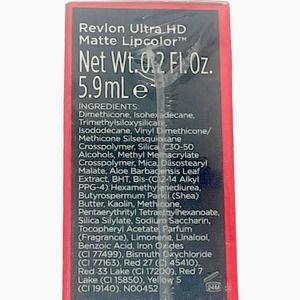 Revlon Ultra HD
Matte Lipcolor™
Net Wt. 0.2 Fl. Oz.
5.9mL e
INGREDIENTS:
Dimethicone, Isohexadecane,
Trimethylsiloxysilicate,
Isododecane, Vinyl Dimethicone/
Methicone Silsesquioxane
Crosspolymer, Silica, C30-50
Alcohols, Methyl Methacrylate
Crosspolymer, Mica, Diisostearyl
Malate, Aloe Barbadensis Leaf
Extract, BHT, Bis-(C12-14 Alkyl
PPG-4) Hexamethylenediurea,
Butyrospermum Parkii (Shea)
Butter, Kaolin, Methicone,
Pentaerythrityl Tetraethylhexanoate,
Silica Silylate, Sodium Saccharin,
Tocopheryl Acetate, Parfum
(Fragrance), Limonene, Linalool,
Benzoic Acid, Iron Oxides
(CI 77499), Bismuth Oxychloride
(CI 77163), Red 27 (CI 45410),
Red 33 Lake (CI 17200), Red 7
Lake (CI 15850), Yellow 5
(CI 19140). N00452
24M